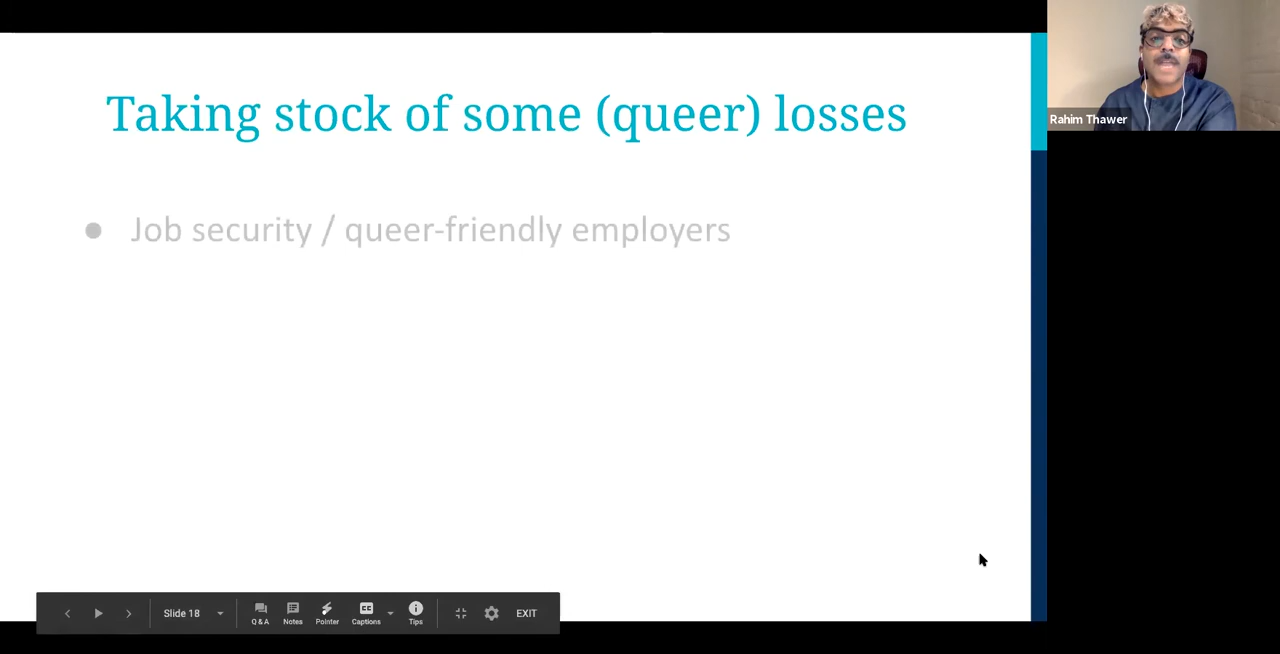 Taking stock of some (queer) losses
Rahim Thawer
● Job security / queer-friendly employers
Slide 18
Q & A
Notes
Pointer
CC
Captions
Tips
EXIT